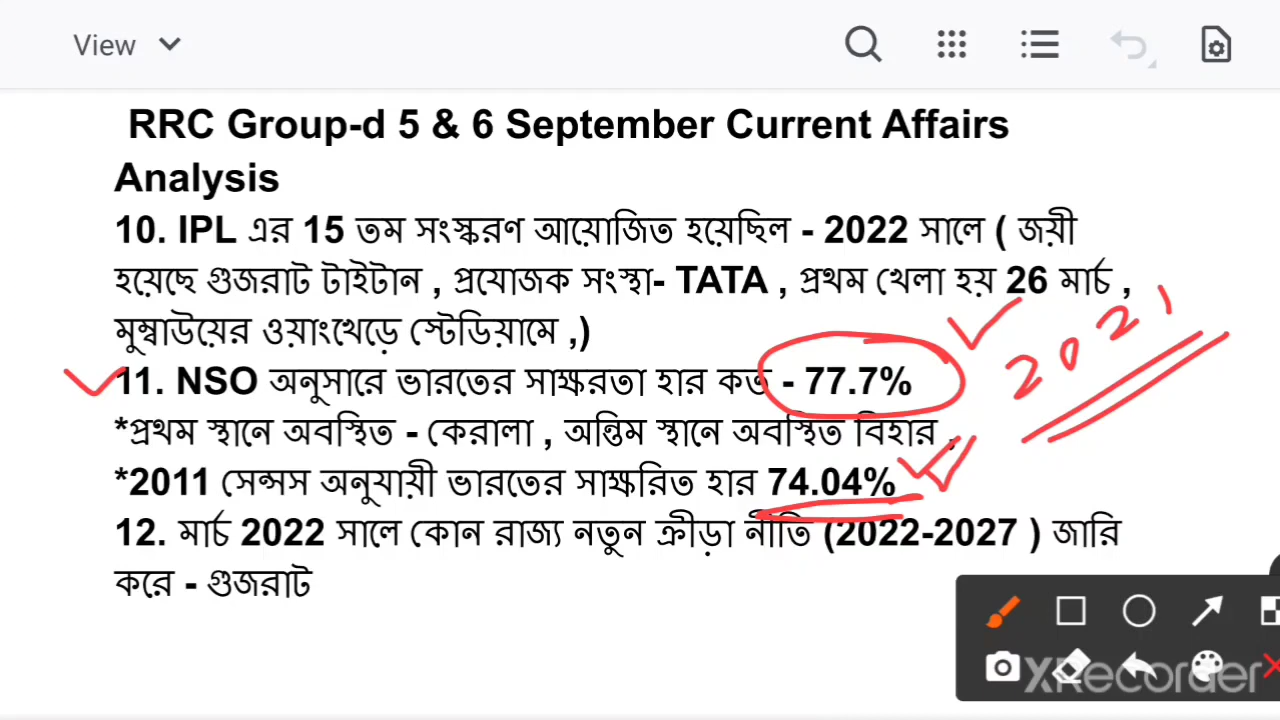 View
RRC Group-d 5 & 6 September Current Affairs
Analysis
10. IPL এর 15 তম সংস্করণ আয়োজিত হয়েছিল - 2022 সালে ( জয়ী
হয়েছে গুজরাট টাইটান , প্রযোজক সংস্থা- TATA , প্রথম খেলা হয় 26 মার্চ ,
মুম্বাউয়ের ওয়াংখেড়ে স্টেডিয়ামে ,)
2021
11. NSO অনুসারে ভারতের সাক্ষরতা হার কত - 77.7%
*প্রথম স্থানে অবস্থিত - কেরালা , অন্তিম স্থানে অবস্থিত বিহার ,
*2011 সেন্সস অনুযায়ী ভারতের সাক্ষরিত হার 74.04%
12. মার্চ 2022 সালে কোন রাজ্য নতুন ক্রীড়া নীতি (2022-2027 ) জারি
করে - গুজরাট
XRecorder